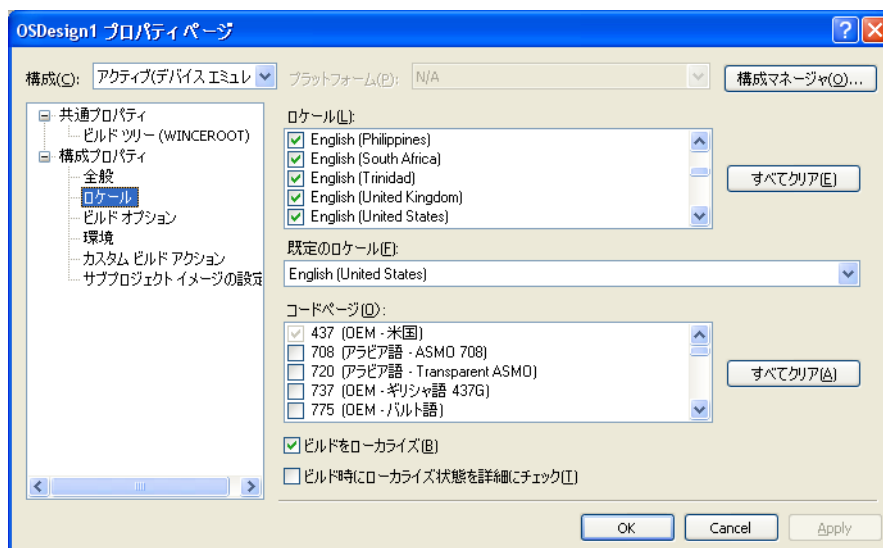 OSDesign1 プロパティ ページ
構成(C): アクティブ(デバイス エミュレ プラットフォーム(P): N/A 構成マネージャ(O)...
共通プロパティ
ビルド ツリー (WINCEROOT)
構成プロパティ
全般
ロケール
ビルド オプション
環境
カスタム ビルド アクション
サブプロジェクト イメージの設定
ロケール(L):
English (Philippines)
English (South Africa)
English (Trinidad)
English (United Kingdom)
English (United States)
すべてクリア(E)
既定のロケール(F):
English (United States)
コードページ(O):
437 (OEM - 米国)
708 (アラビア語 - ASMO 708)
720 (アラビア語 - Transparent ASMO)
737 (OEM - ギリシャ語 437G)
775 (OEM - バルト語)
すべてクリア(A)
ビルドをローカライズ(B)
ビルド時にローカライズ状態を詳細にチェック(T)
OK Cancel Apply